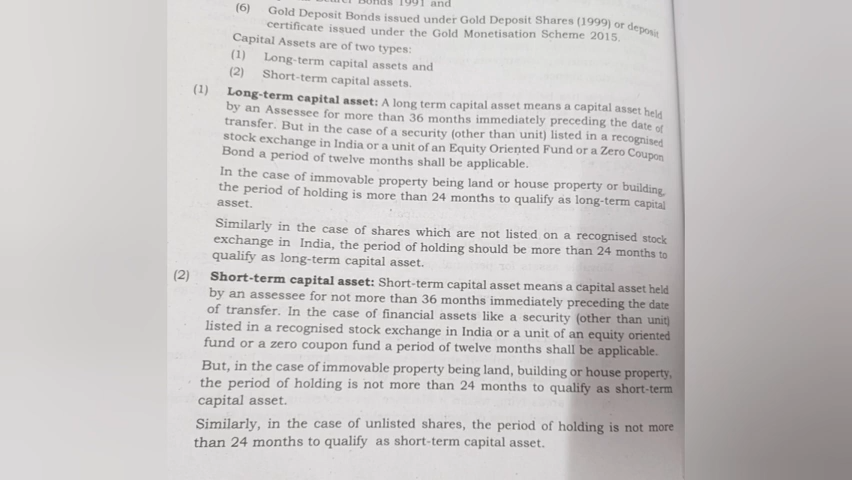 Bonds 1991 and
(6) Gold Deposit Bonds issued under Gold Deposit Shares (1999) or deposit
certificate issued under the Gold Monetisation Scheme 2015.
Capital Assets are of two types:
(1) Long-term capital assets and
(2) Short-term capital assets.
(1) Long-term capital asset: A long term capital asset means a capital asset held
by an Assessee for more than 36 months immediately preceding the date of
transfer. But in the case of a security (other than unit) listed in a recognised
stock exchange in India or a unit of an Equity Oriented Fund or a Zero Coupon
Bond a period of twelve months shall be applicable.
In the case of immovable property being land or house property or building,
the period of holding is more than 24 months to qualify as long-term capital
asset.
Similarly in the case of shares which are not listed on a recognised stock
exchange in India, the period of holding should be more than 24 months to
qualify as long-term capital asset.
(2) Short-term capital asset: Short-term capital asset means a capital asset held
by an assessee for not more than 36 months immediately preceding the date
of transfer. In the case of financial assets like a security (other than unit)
listed in a recognised stock exchange in India or a unit of an equity oriented
fund or a zero coupon fund a period of twelve months shall be applicable.
But, in the case of immovable property being land, building or house property,
the period of holding is not more than 24 months to qualify as short-term
capital asset.
Similarly, in the case of unlisted shares, the period of holding is not more
than 24 months to qualify as short-term capital asset.